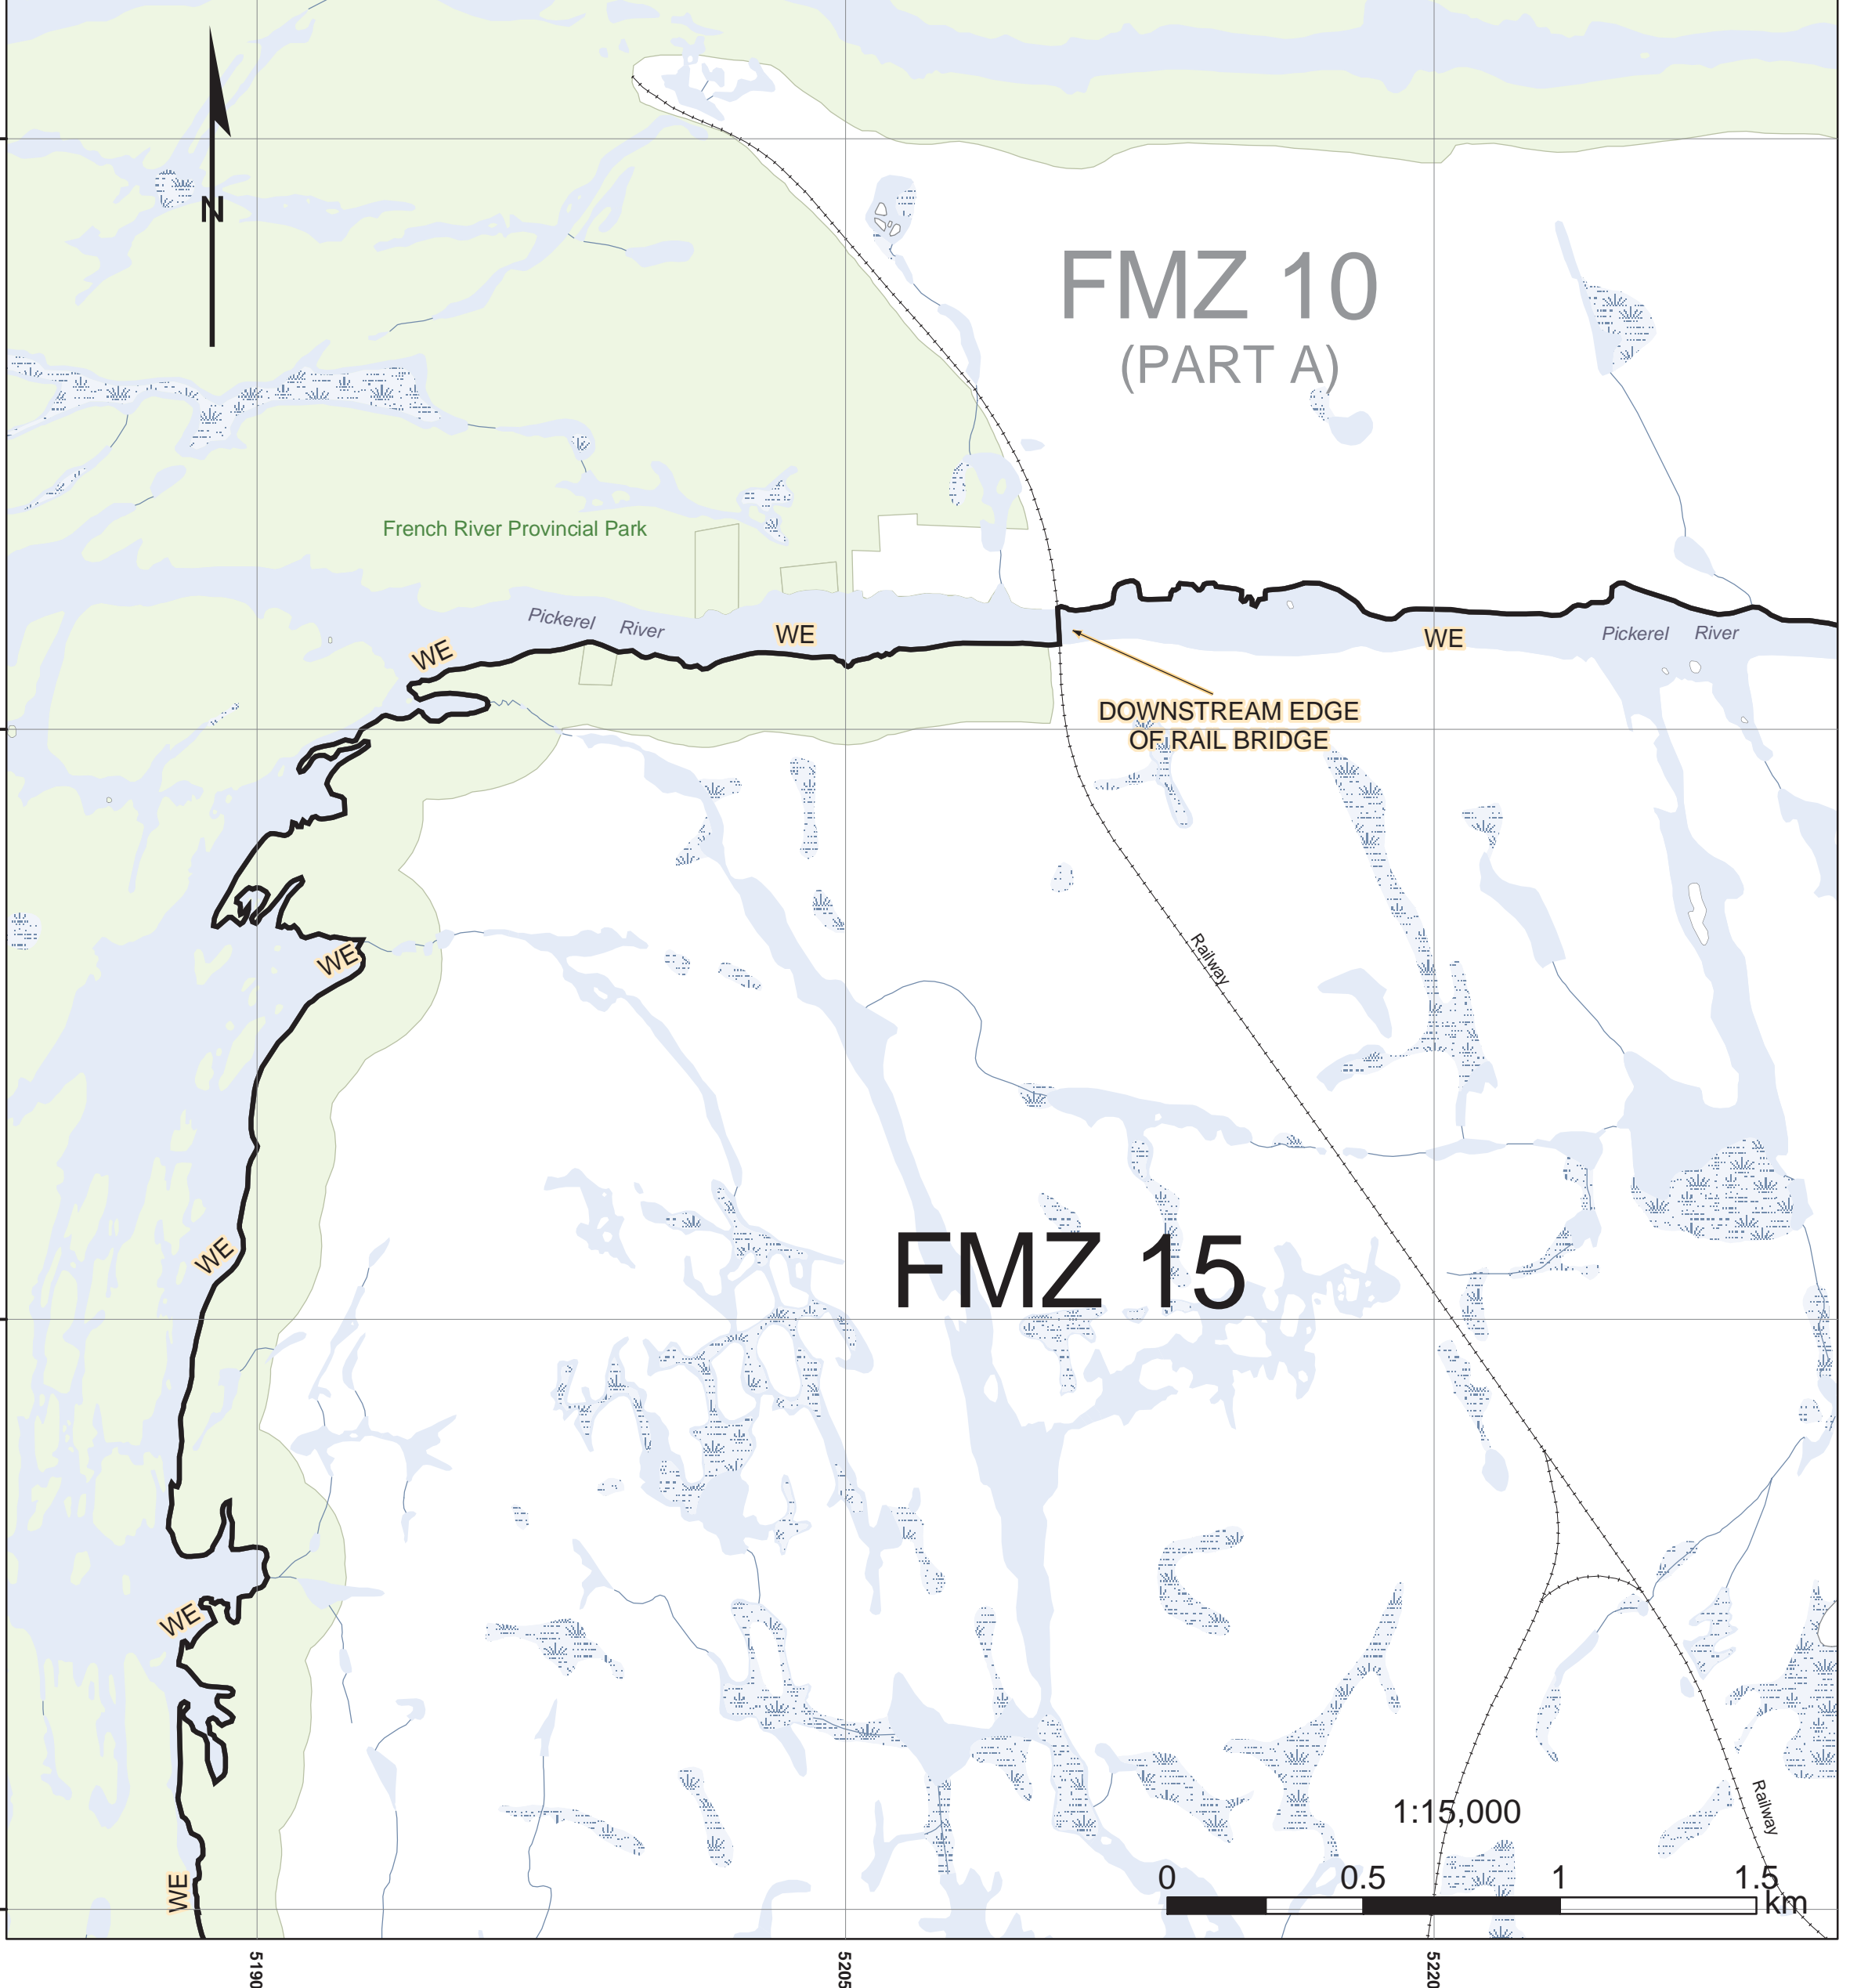 N
FMZ 10
(PART A)
French River Provincial Park
Pickerel River
WE
WE
WE
Pickerel River
DOWNSTREAM EDGE
OF RAIL BRIDGE
WE
Railway
WE
FMZ 15
WE
Railway
1:15,000
0 0.5 1 1.5
km
WE
5190
5205
5220